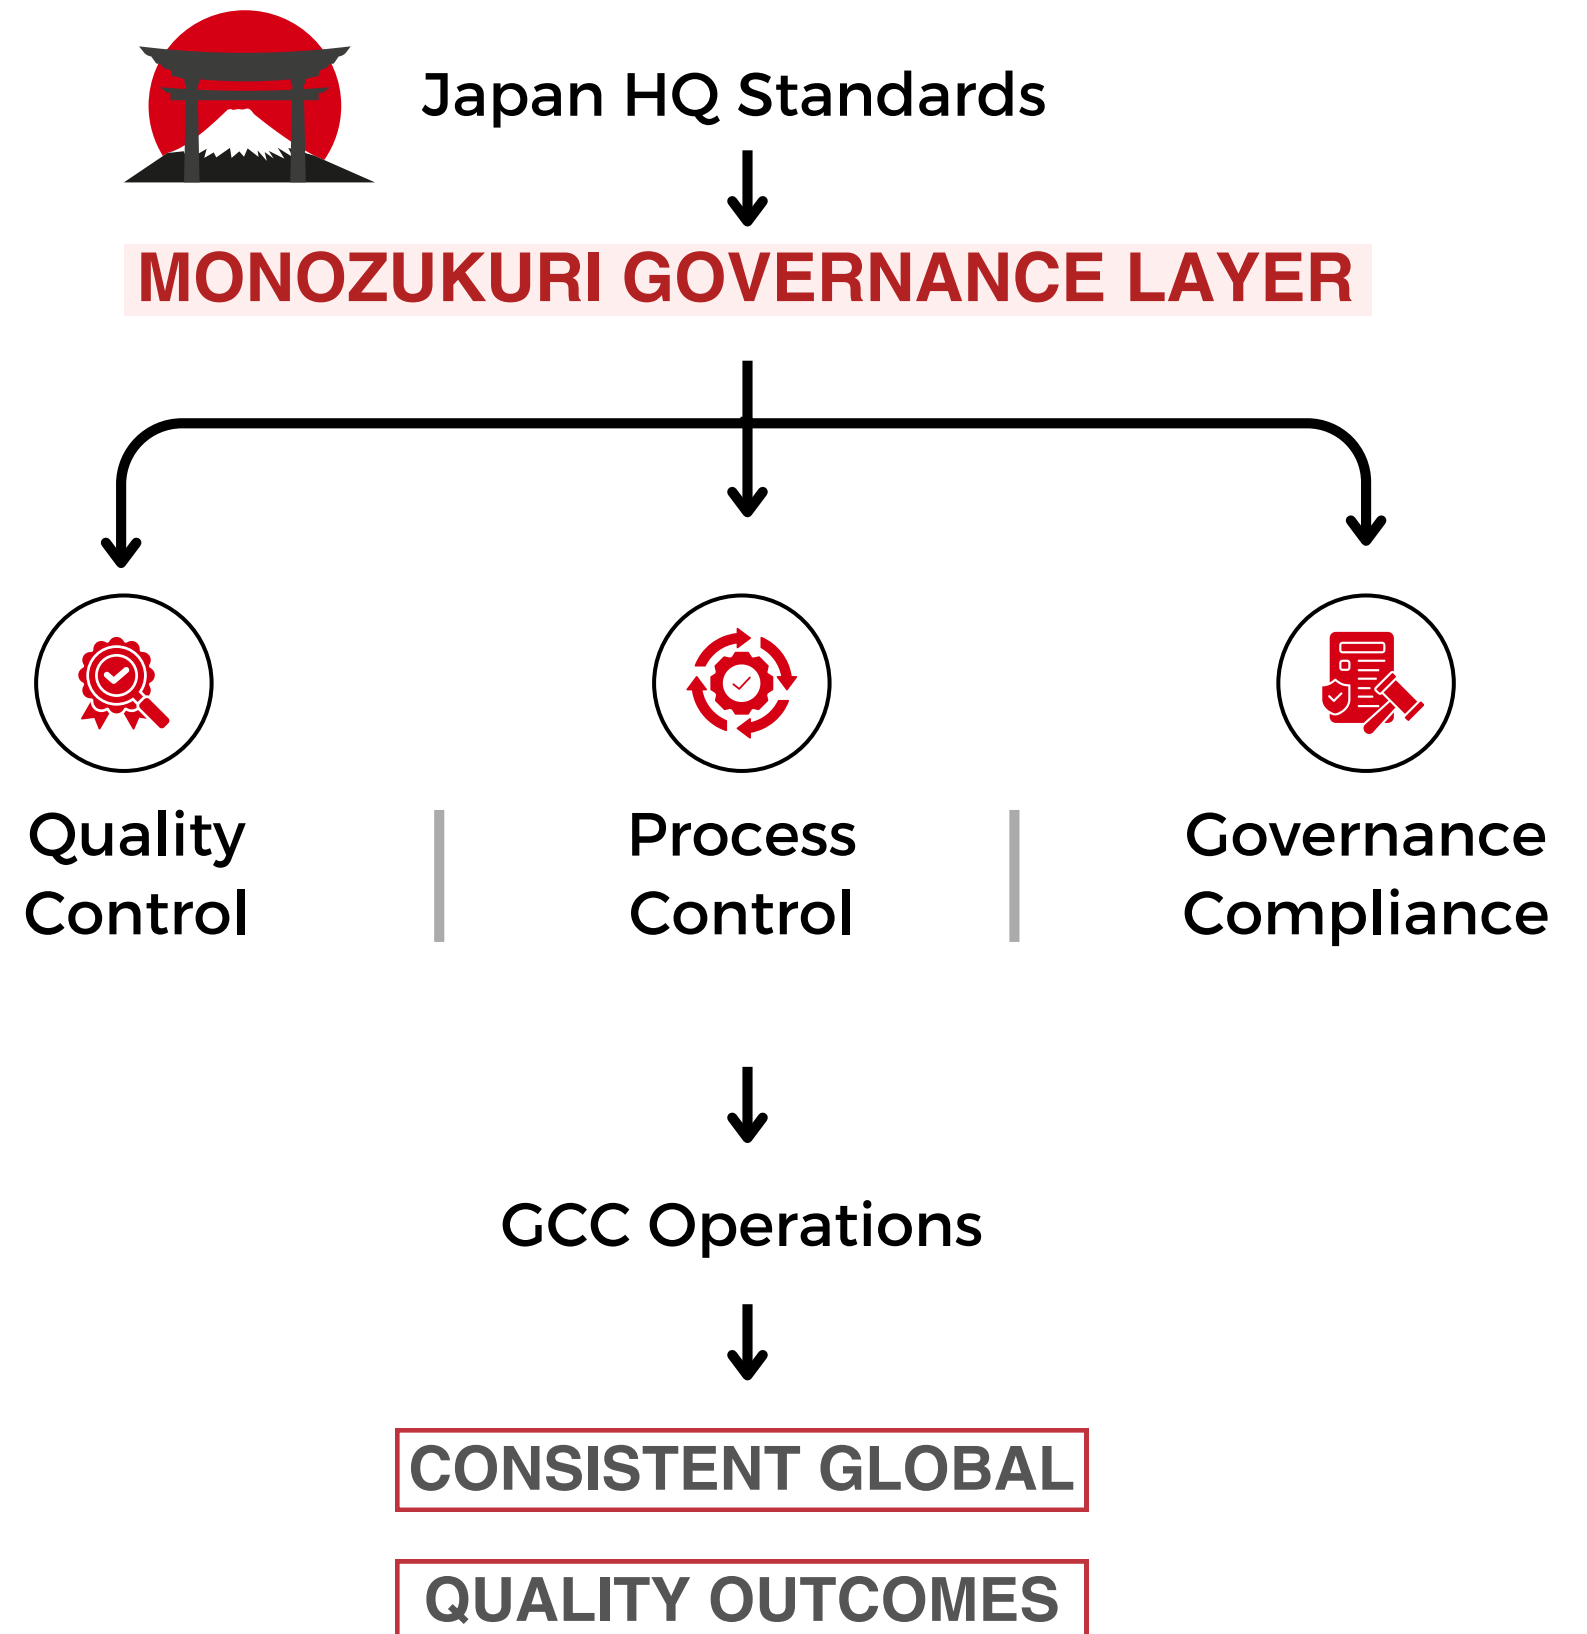 Japan HQ Standards
MONOZUKURI GOVERNANCE LAYER
Quality
Control
Process
Control
Governance
Compliance
GCC Operations
CONSISTENT GLOBAL
QUALITY OUTCOMES